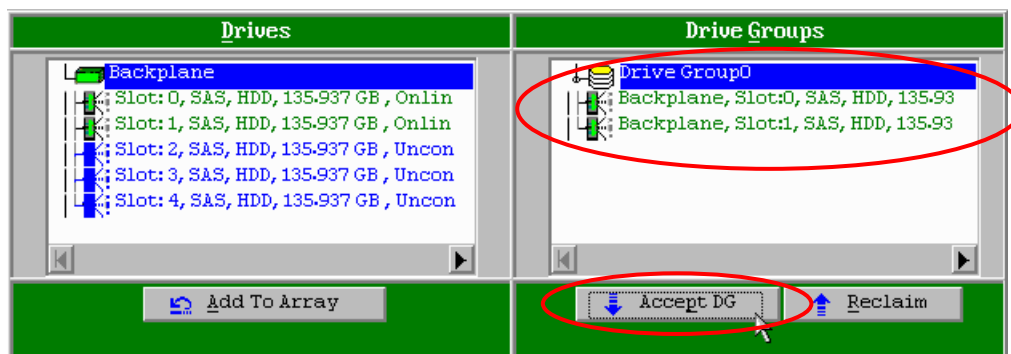 Drives
Backplane
Slot: 0, SAS, HDD, 135.937 GB , Onlin
Slot: 1, SAS, HDD, 135.937 GB , Onlin
Slot: 2, SAS, HDD, 135.937 GB , Uncon
Slot: 3, SAS, HDD, 135.937 GB , Uncon
Slot: 4, SAS, HDD, 135.937 GB , Uncon
Add To Array
Drive Groups
Drive Group0
Backplane, Slot:0, SAS, HDD, 135.93
Backplane, Slot:1, SAS, HDD, 135.93
Accept DG
Reclaim